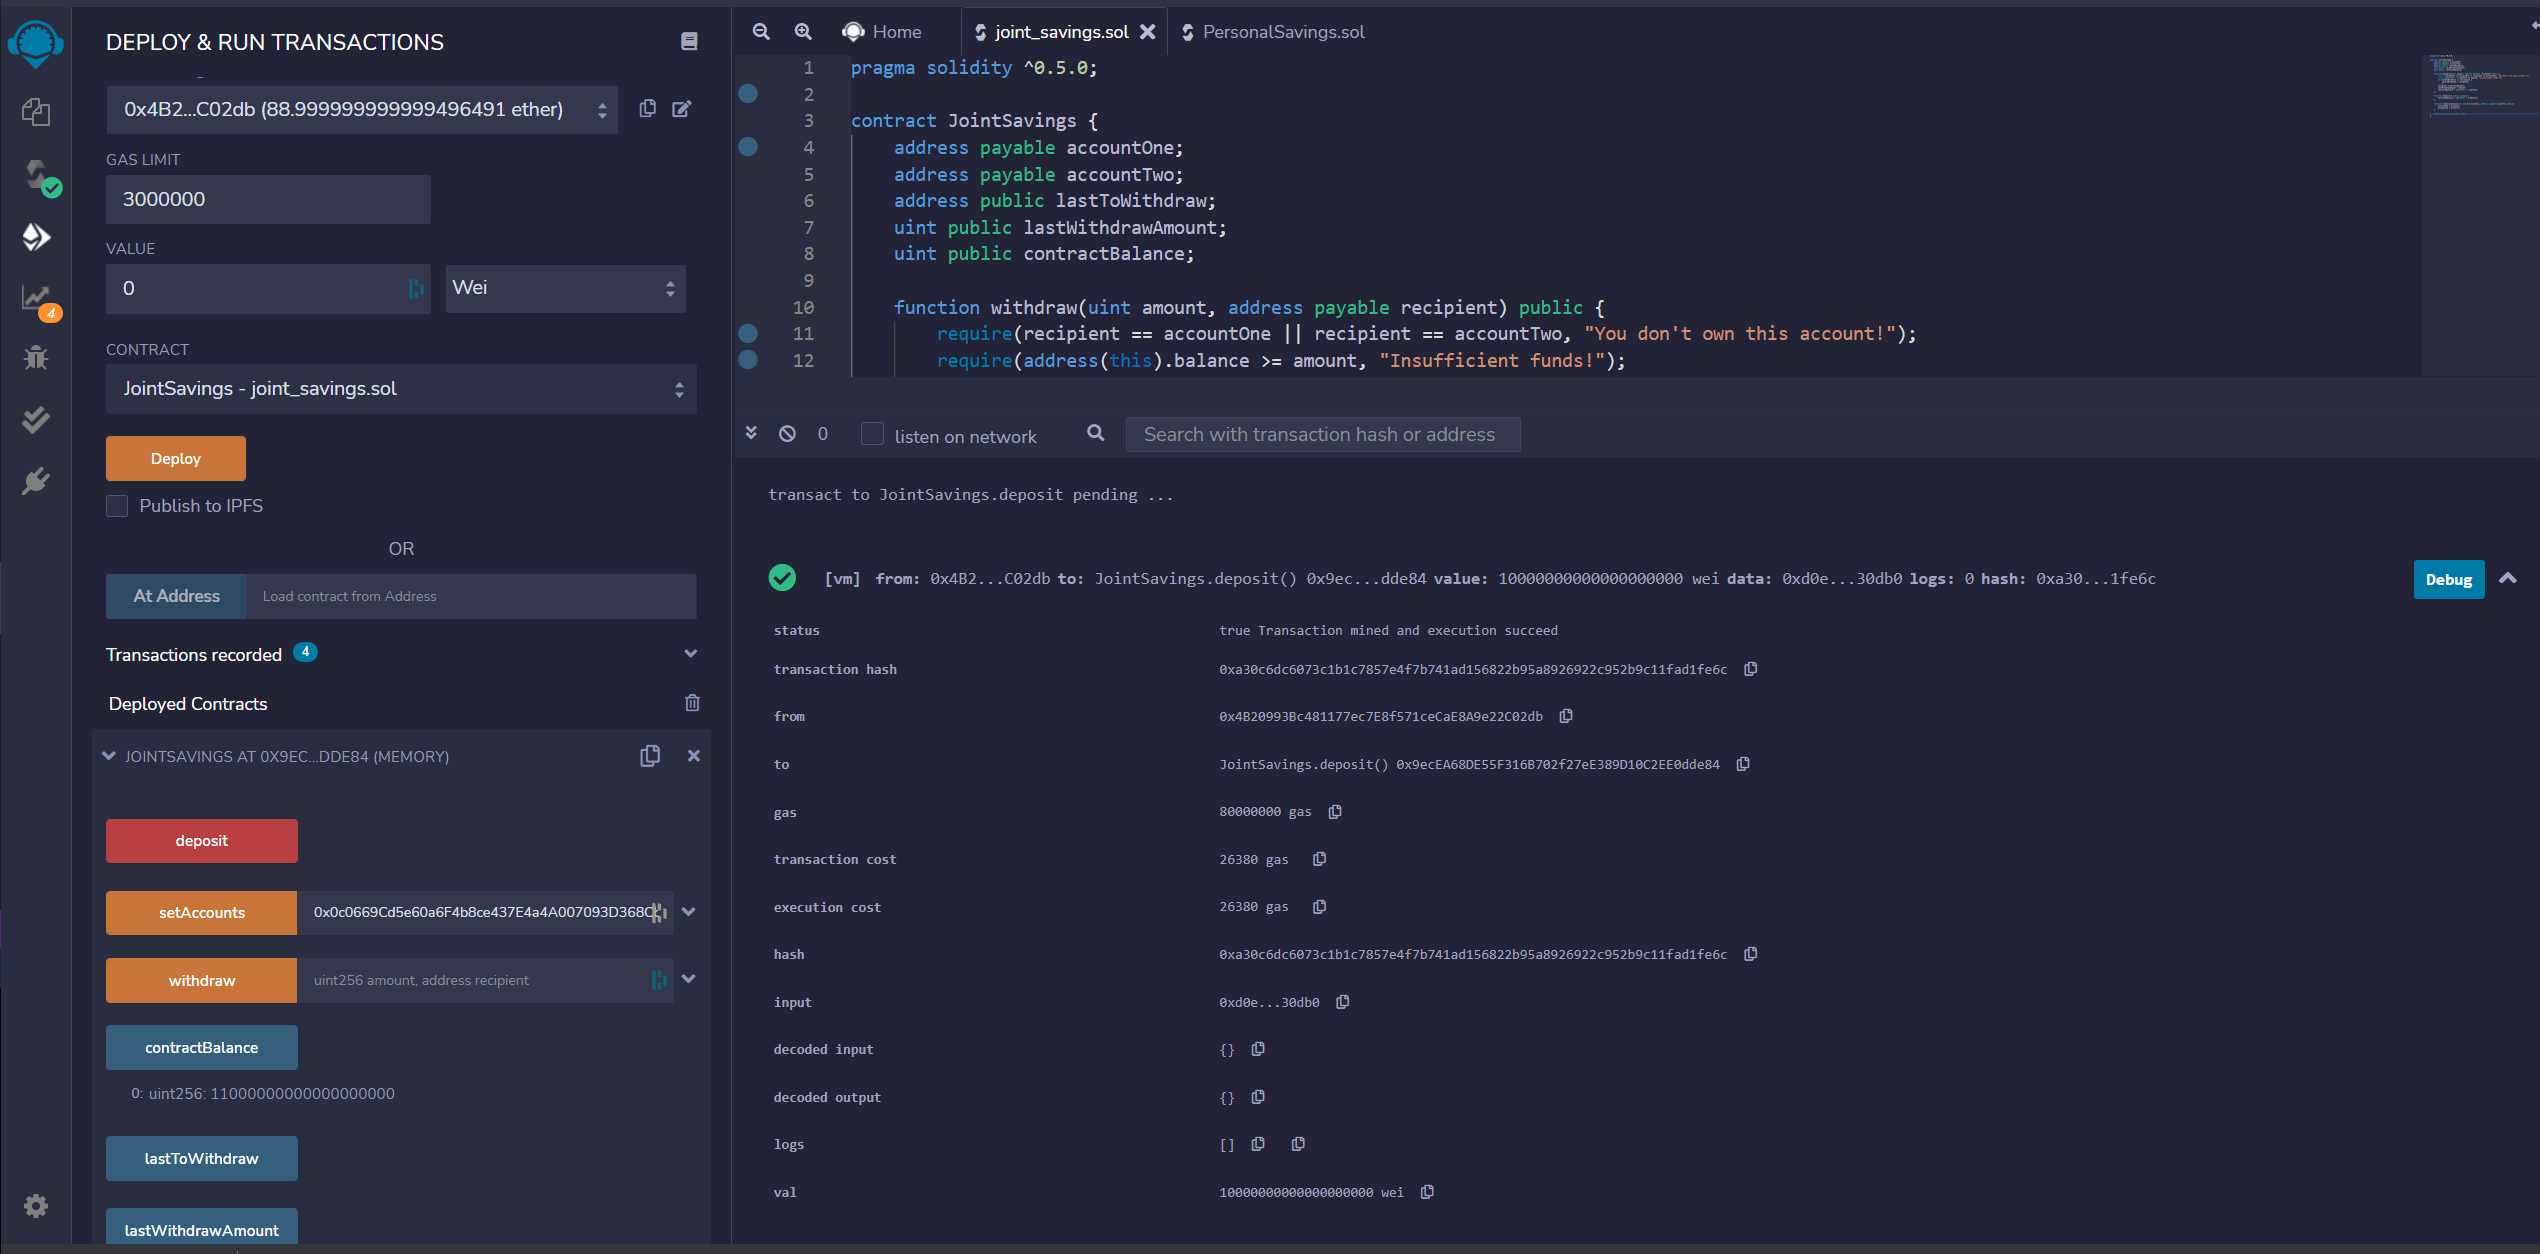 DEPLOY & RUN TRANSACTIONS
0x4B2...C02db (88.999999999999496491 ether)
GAS LIMIT
3000000
VALUE
0
Wei
4
CONTRACT
JointSavings - joint_savings.sol
Deploy
Publish to IPFS
OR
At Address
Load contract from Address
Transactions recorded 4
Deployed Contracts
JOINTSAVINGS AT 0X9EC...DDE84 (MEMORY)
deposit
setAccounts
0x0c0669Cd5e60a6F4b8ce437E4a4A007093D368C
withdraw
uint256 amount, address recipient
contractBalance
0: uint256: 11000000000000000000
lastToWithdraw
lastWithdrawAmount
Home
joint_savings.sol
PersonalSavings.sol
1 pragma solidity ^0.5.0;
2
3 contract JointSavings {
4 address payable accountOne;
5 address payable accountTwo;
6 address public lastToWithdraw;
7 uint public lastWithdrawAmount;
8 uint public contractBalance;
9
10 function withdraw(uint amount, address payable recipient) public {
11 require(recipient == accountOne || recipient == accountTwo, "You don't own this account!");
12 require(address(this).balance >= amount, "Insufficient funds!");
0
listen on network
Search with transaction hash or address
transact to JointSavings.deposit pending ...
[vm] from: 0x4B2...C02db to: JointSavings.deposit() 0x9ec...dde84 value: 10000000000000000000 wei data: 0xd0e...30db0 logs: 0 hash: 0xa30...1fe6c
Debug
status true Transaction mined and execution succeed
transaction hash 0xa30c6dc6073c1b1c7857e4f7b741ad156822b95a8926922c952b9c11fad1fe6c
from 0x4B20993Bc481177ec7E8f571ceCaE8A9e22C02db
to JointSavings.deposit() 0x9ecEA68DE55F316B702f27eE389D10C2EE0dde84
gas 80000000 gas
transaction cost 26380 gas
execution cost 26380 gas
hash 0xa30c6dc6073c1b1c7857e4f7b741ad156822b95a8926922c952b9c11fad1fe6c
input 0xd0e...30db0
decoded input {}
decoded output {}
logs []
val 10000000000000000000 wei